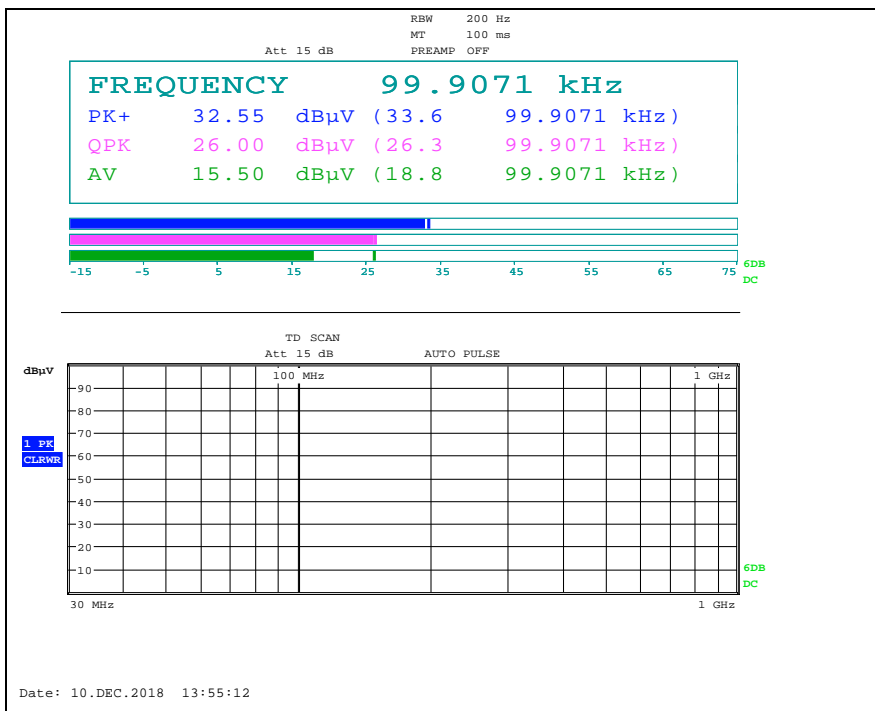 RBW 200 Hz
MT 100 ms
Att 15 dB PREAMP OFF
FREQUENCY 99.9071 kHz
PK+ 32.55 dBµV (33.6 99.9071 kHz)
QPK 26.00 dBµV (26.3 99.9071 kHz)
AV 15.50 dBµV (18.8 99.9071 kHz)
-15 -5 5 15 25 35 45 55 65 75
6DB
DC
TD SCAN
Att 15 dB AUTO PULSE
dBµV
100 MHz 1 GHz
90
80
70
1 PK
CLRWR
60
50
40
30
20
10
6DB
DC
30 MHz 1 GHz
Date: 10.DEC.2018 13:55:12